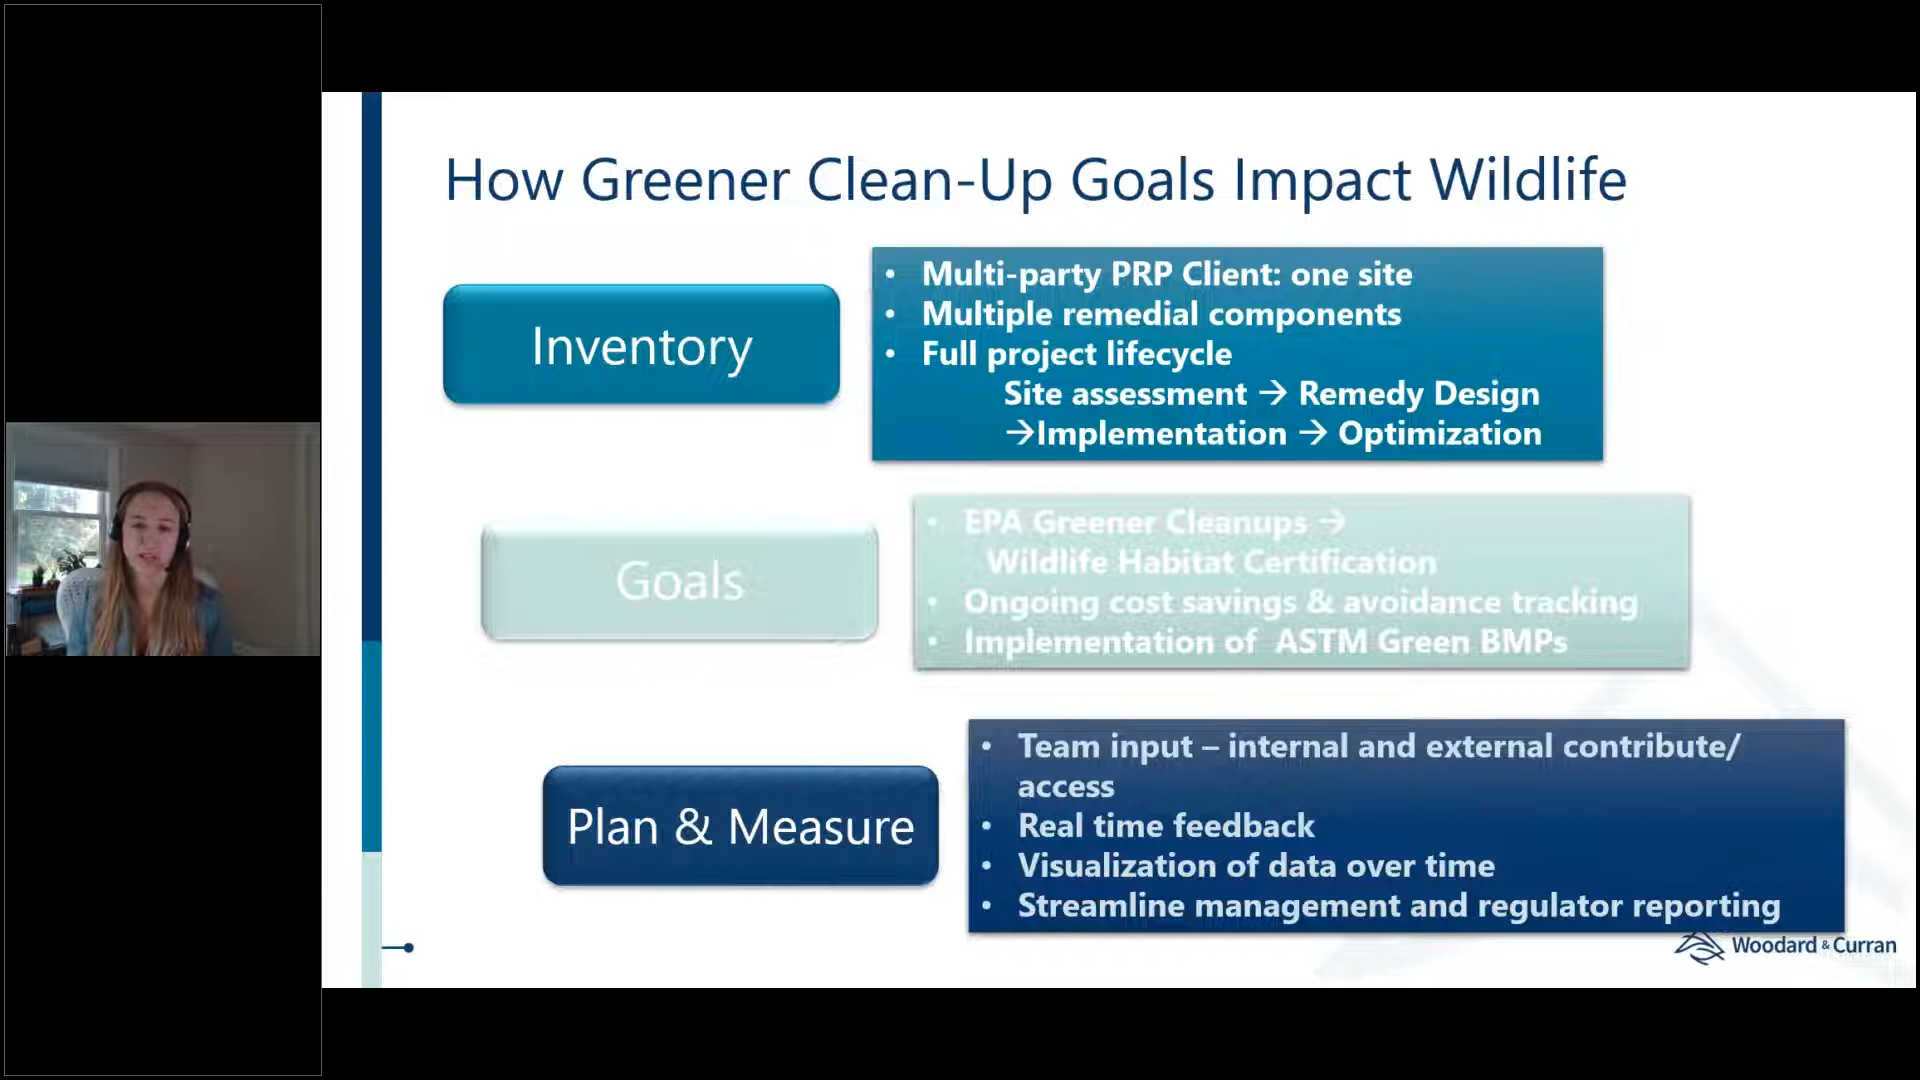 How Greener Clean-Up Goals Impact Wildlife
Inventory
• Multi-party PRP Client: one site
• Multiple remedial components
• Full project lifecycle
Site assessment → Remedy Design
→Implementation → Optimization
Goals
• EPA Greener Cleanups →
Wildlife Habitat Certification
• Ongoing cost savings & avoidance tracking
• Implementation of ASTM Green BMPs
Plan & Measure
• Team input – internal and external contribute/
access
• Real time feedback
• Visualization of data over time
• Streamline management and regulator reporting
Woodard & Curran